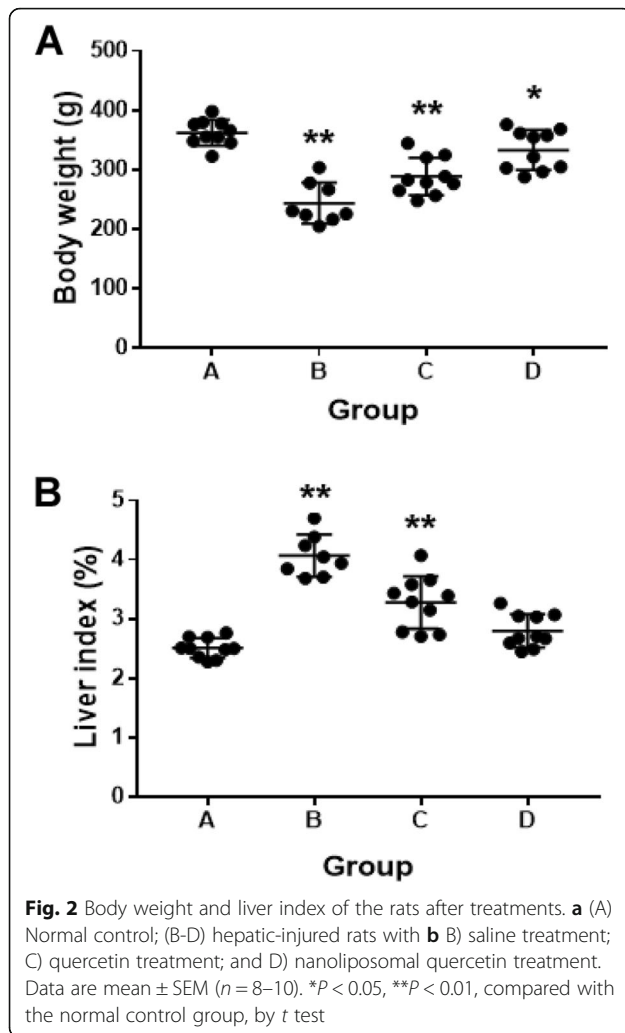 A
Body weight (g)
500
400
300
200
100
0
**
**
*
A B C D
Group
B
Liver index (%)
5
4
3
2
1
0
**
**
A B C D
Group
Fig. 2 Body weight and liver index of the rats after treatments. a (A)
Normal control; (B-D) hepatic-injured rats with b B) saline treatment;
C) quercetin treatment; and D) nanoliposomal quercetin treatment.
Data are mean ± SEM (n = 8–10). *P < 0.05, **P < 0.01, compared with
the normal control group, by t test